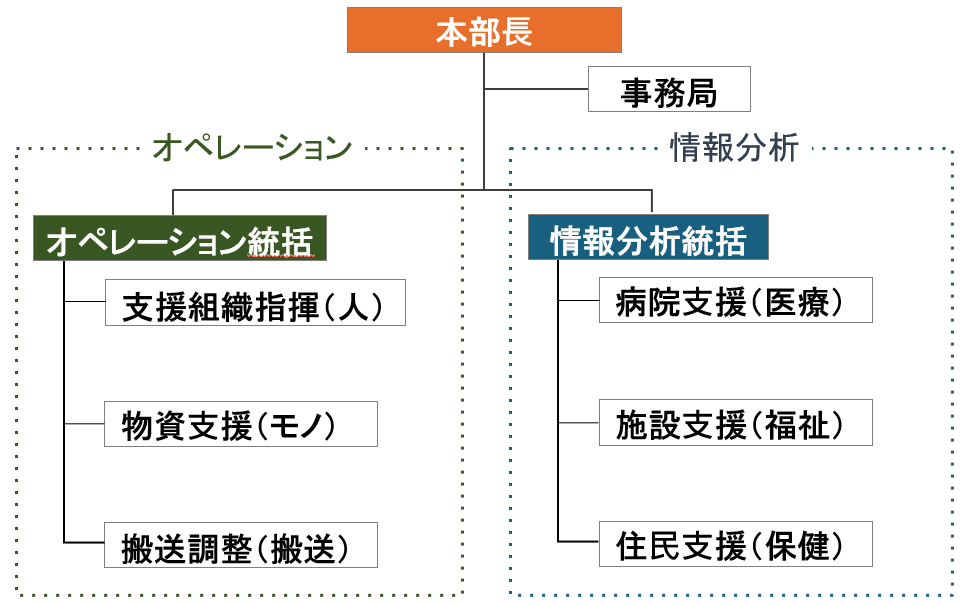 本部長
事務局
オペレーション
オペレーション統括
支援組織指揮（人）
物資支援（モノ）
搬送調整（搬送）
情報分析
情報分析統括
病院支援（医療）
施設支援（福祉）
住民支援（保健）